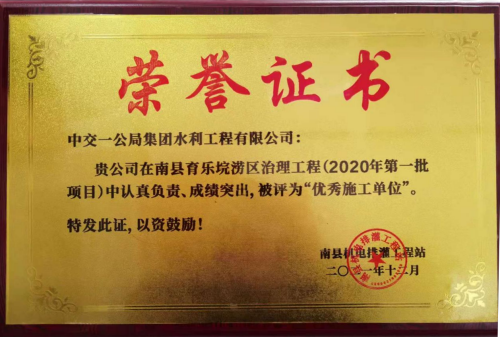 荣誉证书
中交一公局集团水利工程有限公司：
贵公司在南县育乐垸涝区治理工程（2020年第一批
项目）中认真负责、成绩突出，被评为“优秀施工单位”。
特发此证，以资鼓励！
南县机电排灌工程站
二〇二一年十二月